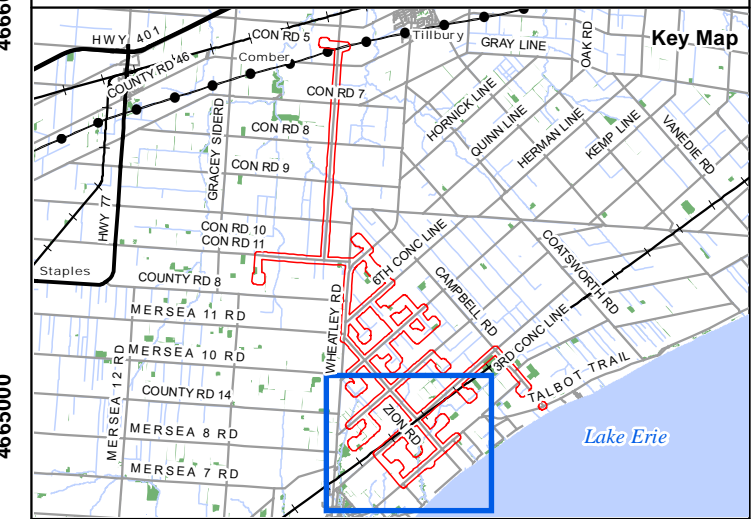 4666
4665000
Key Map
HWY 401
CON RD 5
Tillbury
GRAY LINE
OAK RD
COUNTY RD 46
Comber
CON RD 7
HORNICK LINE
QUINN LINE
HERMAN LINE
KEMP LINE
VANEDIE RD
GRACEY SIDERD
CON RD 8
CON RD 9
HWY 77
CON RD 10
CON RD 11
6TH CONC LINE
COATSWORTH RD
Staples
COUNTY RD 8
CAMPBELL RD
MERSEA 11 RD
WHEATLEY RD
3RD CONC LINE
MERSEA 10 RD
MERSEA 12 RD
COUNTY RD 14
TALBOT TRAIL
ZION RD
MERSEA 8 RD
Lake Erie
MERSEA 7 RD